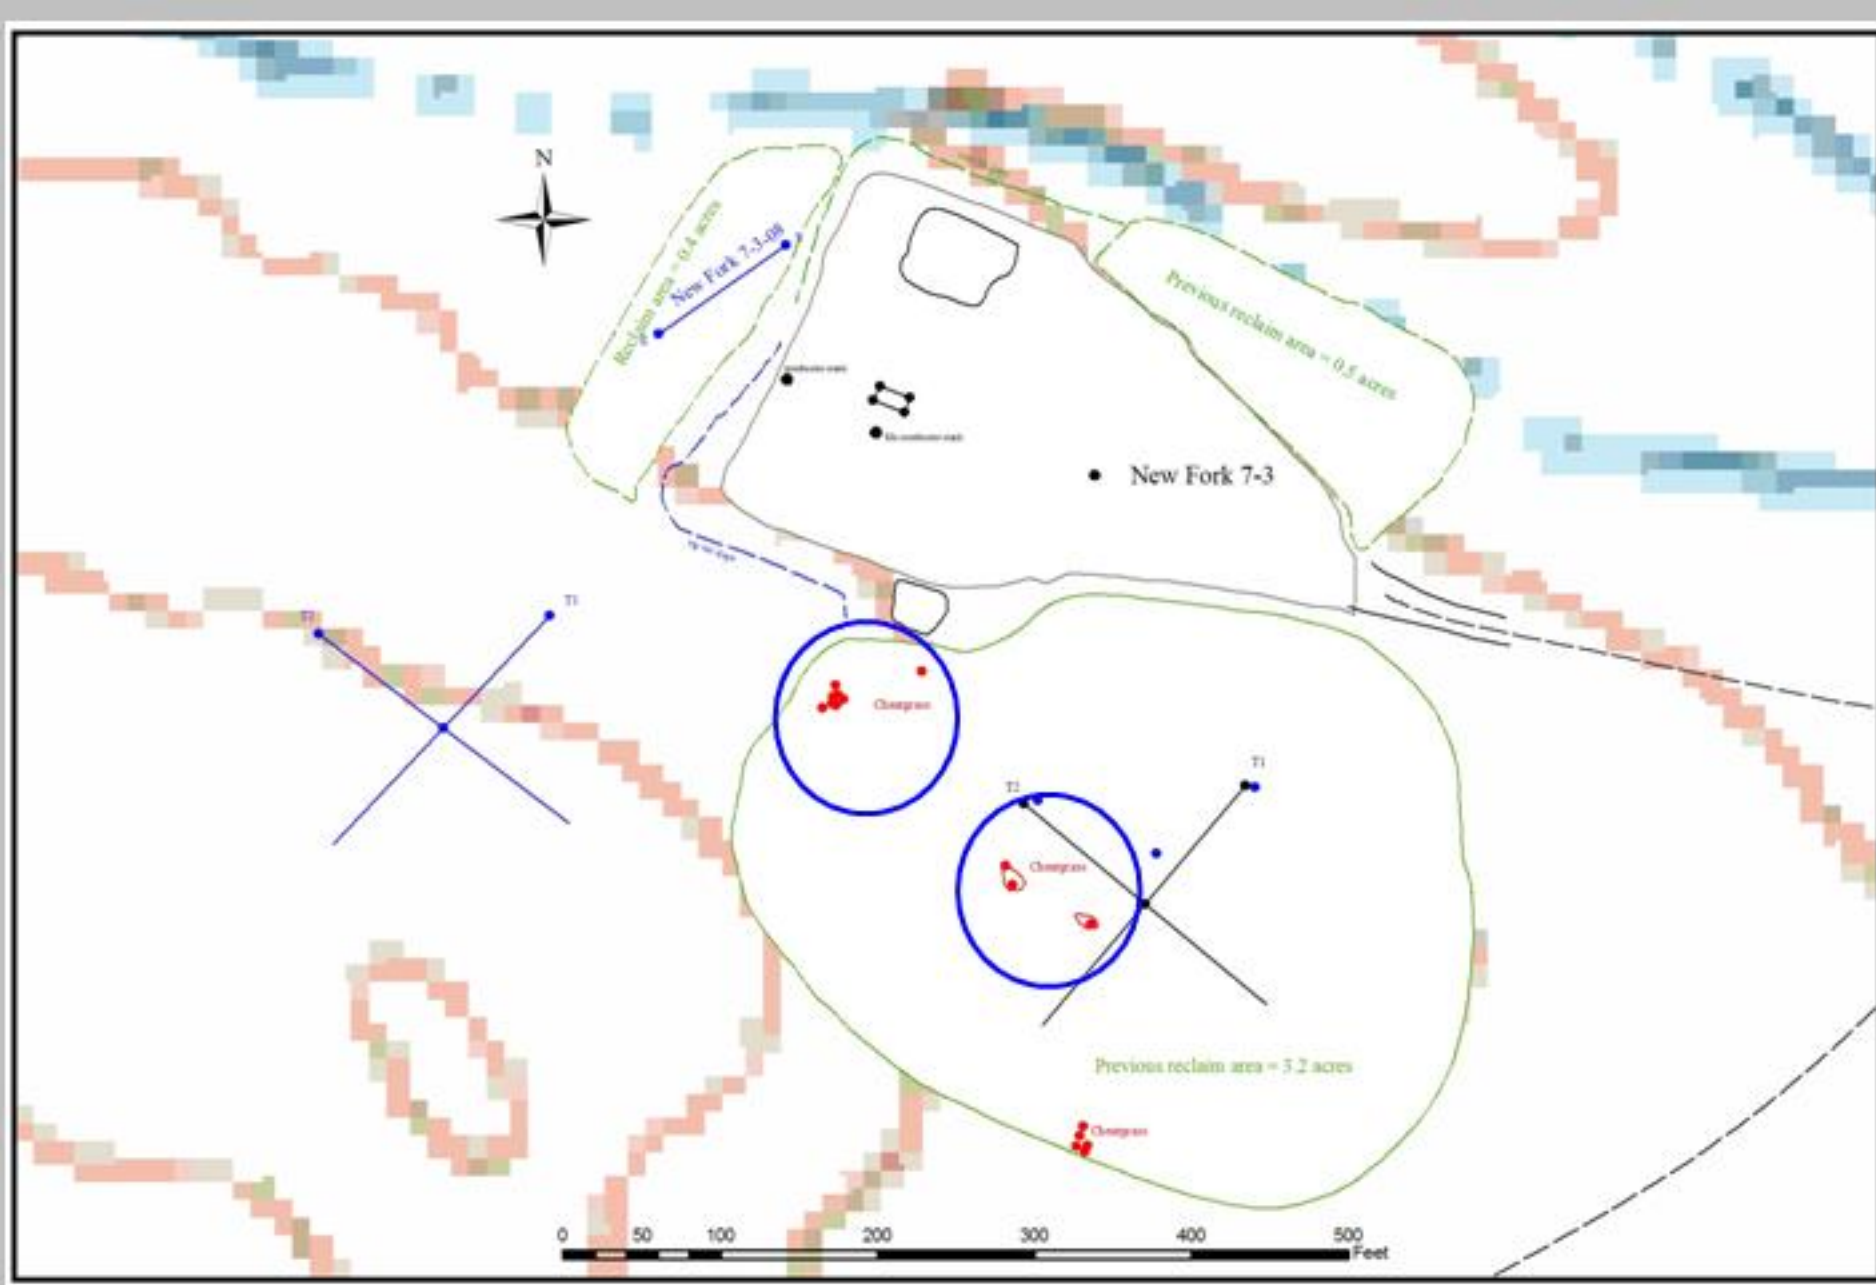 N
Reclaim area = 0.4 acres
New Fork 7-3-08
Previous reclaim area = 0.5 acres
New Fork 7-3
T1
Cheatgrass
T1
T2
Cheatgrass
Previous reclaim area = 3.2 acres
Cheatgrass
0 50 100 200 300 400 500
Feet